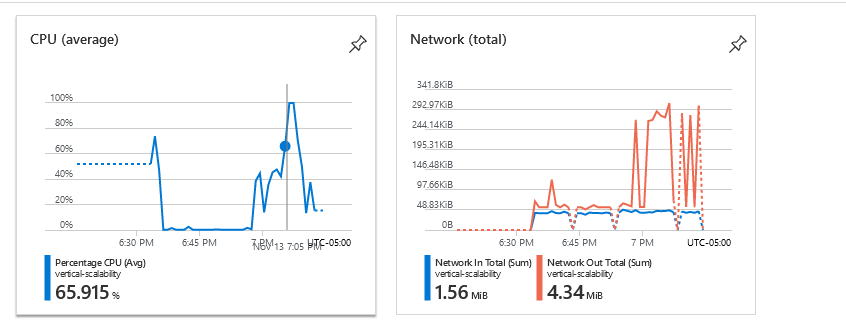 CPU (average)
100%
80%
60%
40%
20%
0%
6:30 PM
6:45 PM
7 PM
UTC-05:00
Nov 13 7:05 PM
Percentage CPU (Avg)
vertical-scalability
65.915 %
Network (total)
341.8KiB
292.97KiB
244.14KiB
195.31KiB
146.48KiB
97.66KiB
48.83KiB
0B
6:30 PM
6:45 PM
7 PM
UTC-05:00
Network In Total (Sum)
vertical-scalability
1.56 MiB
Network Out Total (Sum)
vertical-scalability
4.34 MiB